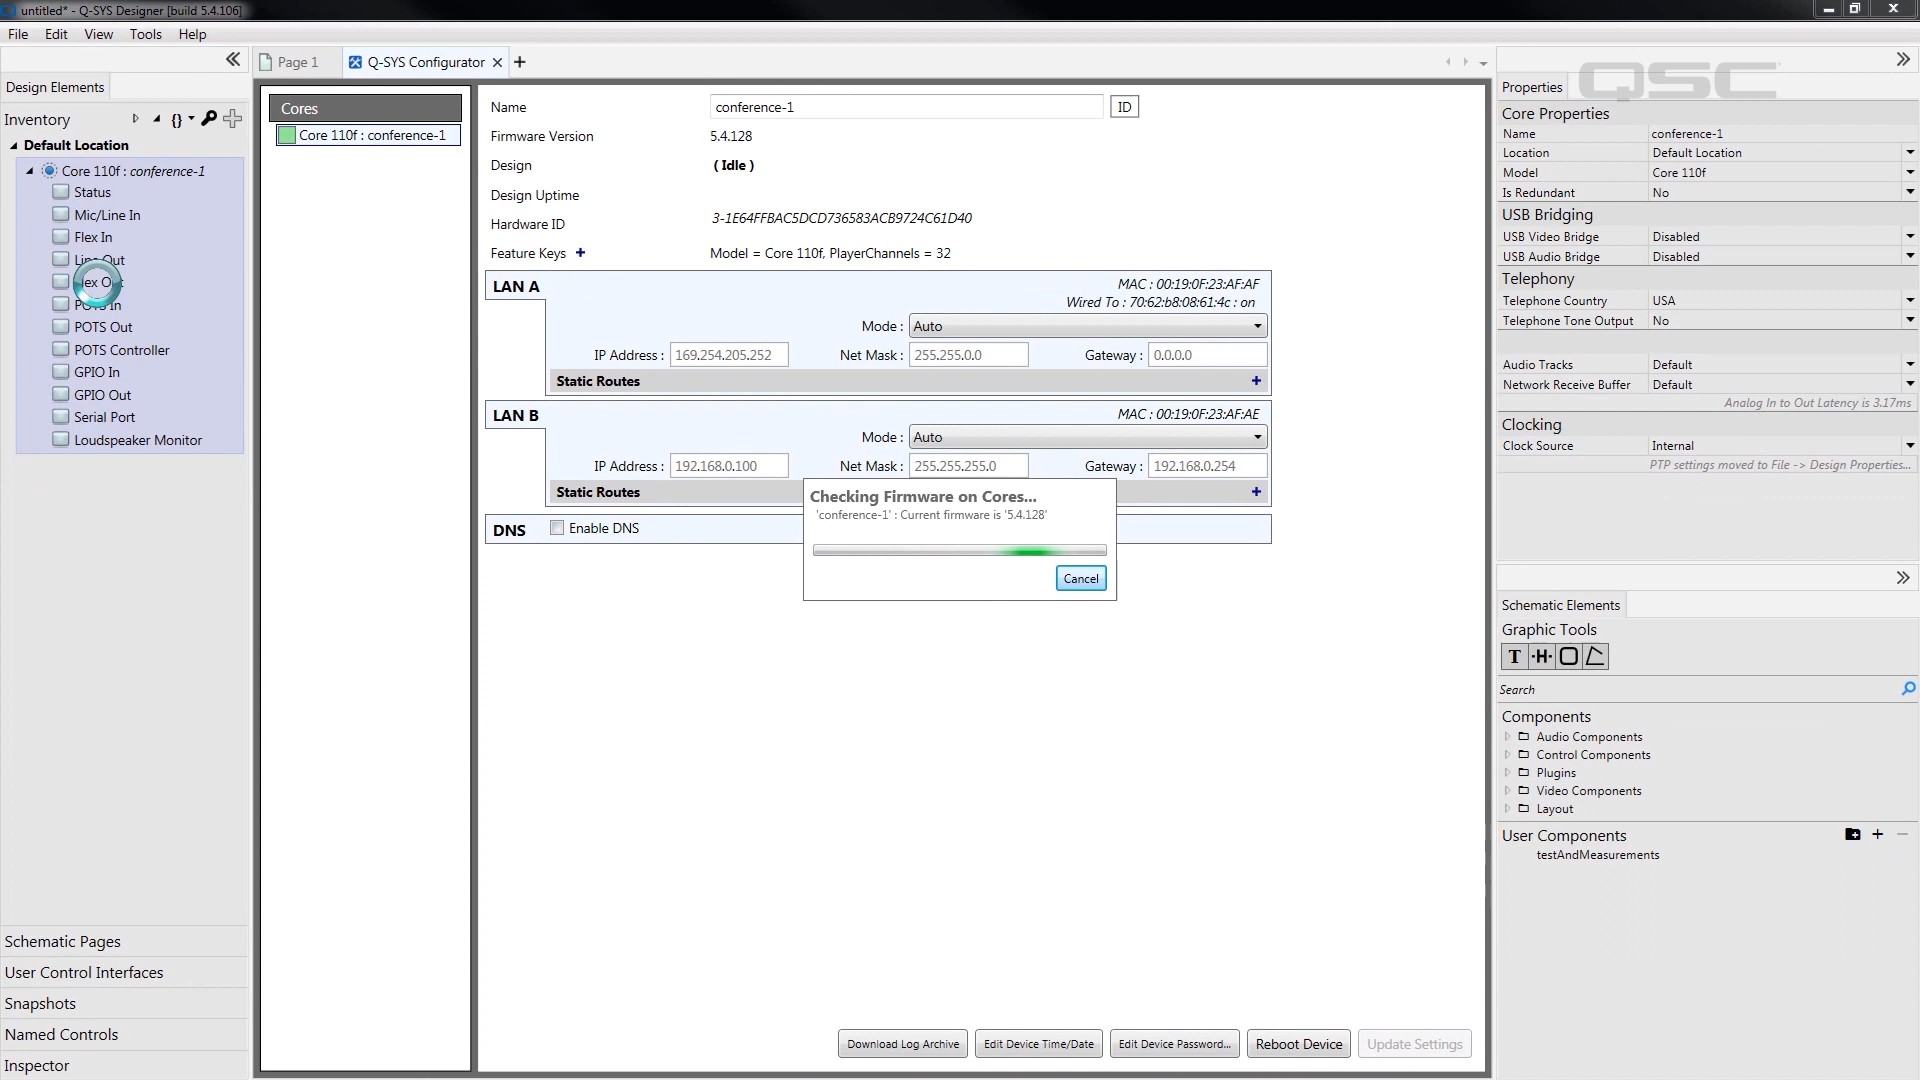 untitled* - Q-SYS Designer [build 5.4.106]
File Edit View Tools Help
Page 1
Q-SYS Configurator
Design Elements
Inventory
{}
Default Location
Core 110f : conference-1
Status
Mic/Line In
Flex In
Line Out
POTS In
POTS Out
POTS Controller
GPIO In
GPIO Out
Serial Port
Loudspeaker Monitor
Schematic Pages
User Control Interfaces
Snapshots
Named Controls
Inspector
Cores
Core 110f : conference-1
Name conference-1 ID
Firmware Version 5.4.128
Design ( Idle )
Design Uptime
Hardware ID 3-1E64FFBAC5DCD736583ACB9724C61D40
Feature Keys + Model = Core 110f, PlayerChannels = 32
LAN A
MAC : 00:19:0F:23:AF:AF
Wired To : 70:62:b8:08:61:4c : on
Mode : Auto
IP Address : 169.254.205.252 Net Mask : 255.255.0.0 Gateway : 0.0.0.0
Static Routes +
LAN B
MAC : 00:19:0F:23:AF:AE
Mode : Auto
IP Address : 192.168.0.100 Net Mask : 255.255.255.0 Gateway : 192.168.0.254
Static Routes +
DNS Enable DNS
Checking Firmware on Cores...
'conference-1' : Current firmware is '5.4.128'
Cancel
Download Log Archive Edit Device Time/Date Edit Device Password... Reboot Device Update Settings
QSC
Properties
Core Properties
Name conference-1
Location Default Location
Model Core 110f
Is Redundant No
USB Bridging
USB Video Bridge Disabled
USB Audio Bridge Disabled
Telephony
Telephone Country USA
Telephone Tone Output No
Audio Tracks Default
Network Receive Buffer Default
Analog In to Out Latency is 3.17ms
Clocking
Clock Source Internal
PTP settings moved to File -> Design Properties...
Schematic Elements
Graphic Tools
T H
Search
Components
Audio Components
Control Components
Plugins
Video Components
Layout
User Components
testAndMeasurements